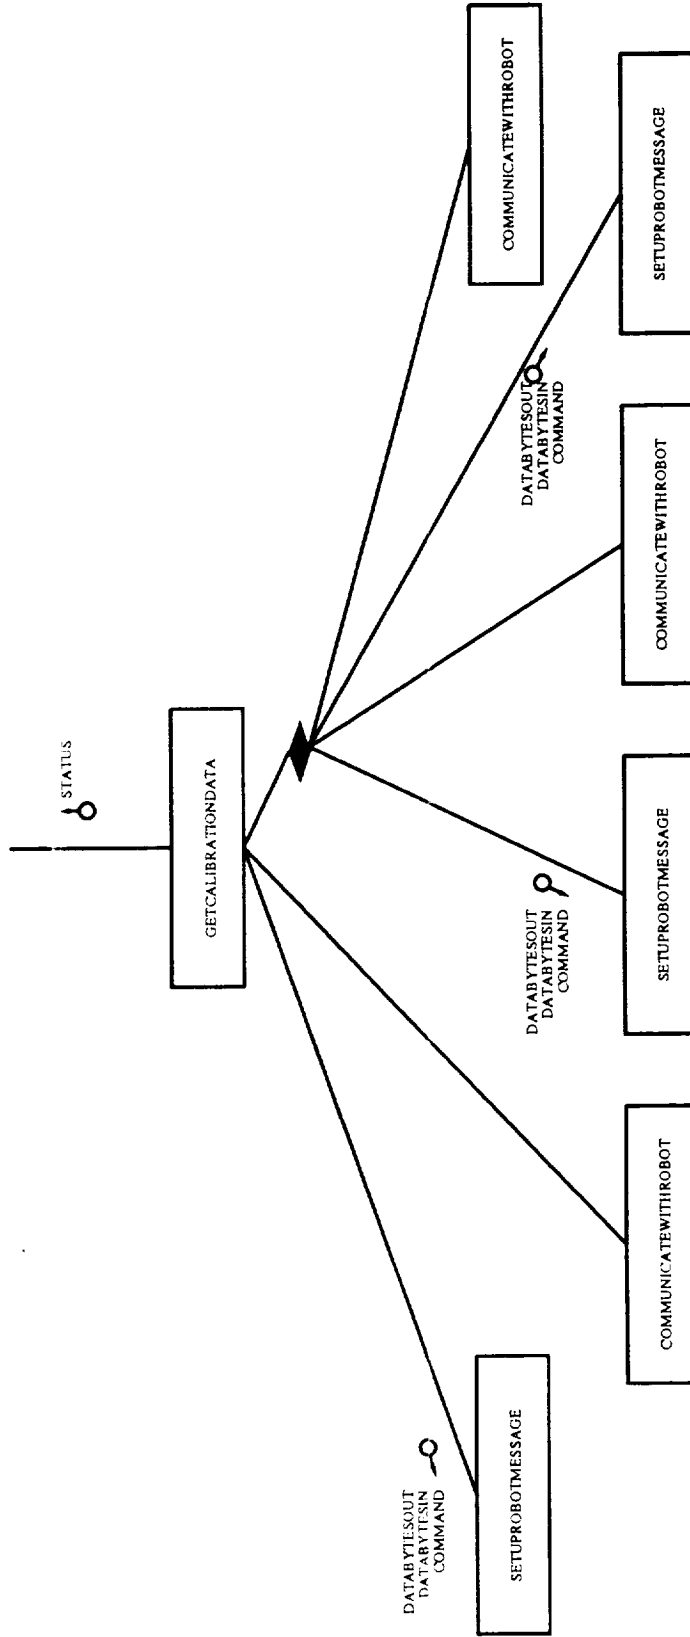 STATUS
GETCALIBRATIONDATA
DATABYTESOUT
DATABYTESIN
COMMAND
SETUPROBOTMESSAGE
COMMUNICATEWITHROBOT
DATABYTESOUT
DATABYTESIN
COMMAND
SETUPROBOTMESSAGE
COMMUNICATEWITHROBOT
DATABYTESOUT
DATABYTESIN
COMMAND
SETUPROBOTMESSAGE
COMMUNICATEWITHROBOT